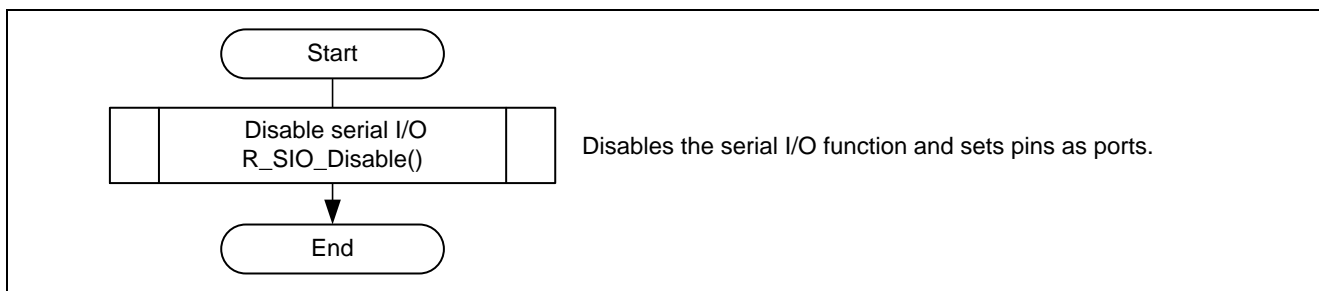 Start
Disable serial I/O
R_SIO_Disable()
Disables the serial I/O function and sets pins as ports.
End